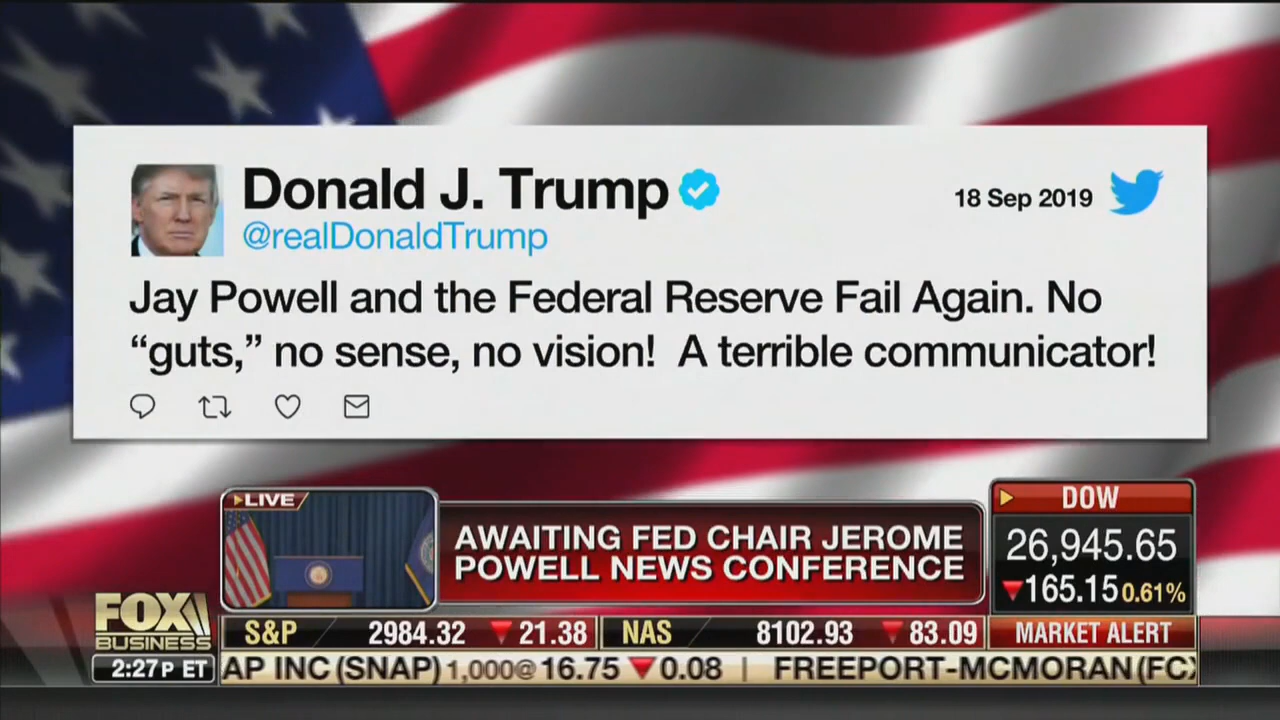 Donald J. Trump
@realDonaldTrump
18 Sep 2019
Jay Powell and the Federal Reserve Fail Again. No
“guts,” no sense, no vision!  A terrible communicator!
LIVE
AWAITING FED CHAIR JEROME
POWELL NEWS CONFERENCE
DOW
26,945.65
▼165.15 0.61%
MARKET ALERT
FOX
BUSINESS
2:27P ET
S&P 2984.32 ▼21.38 NAS 8102.93 ▼83.09
AP INC (SNAP) 1,000@16.75 ▼0.08 | FREEPORT-MCMORAN (FC